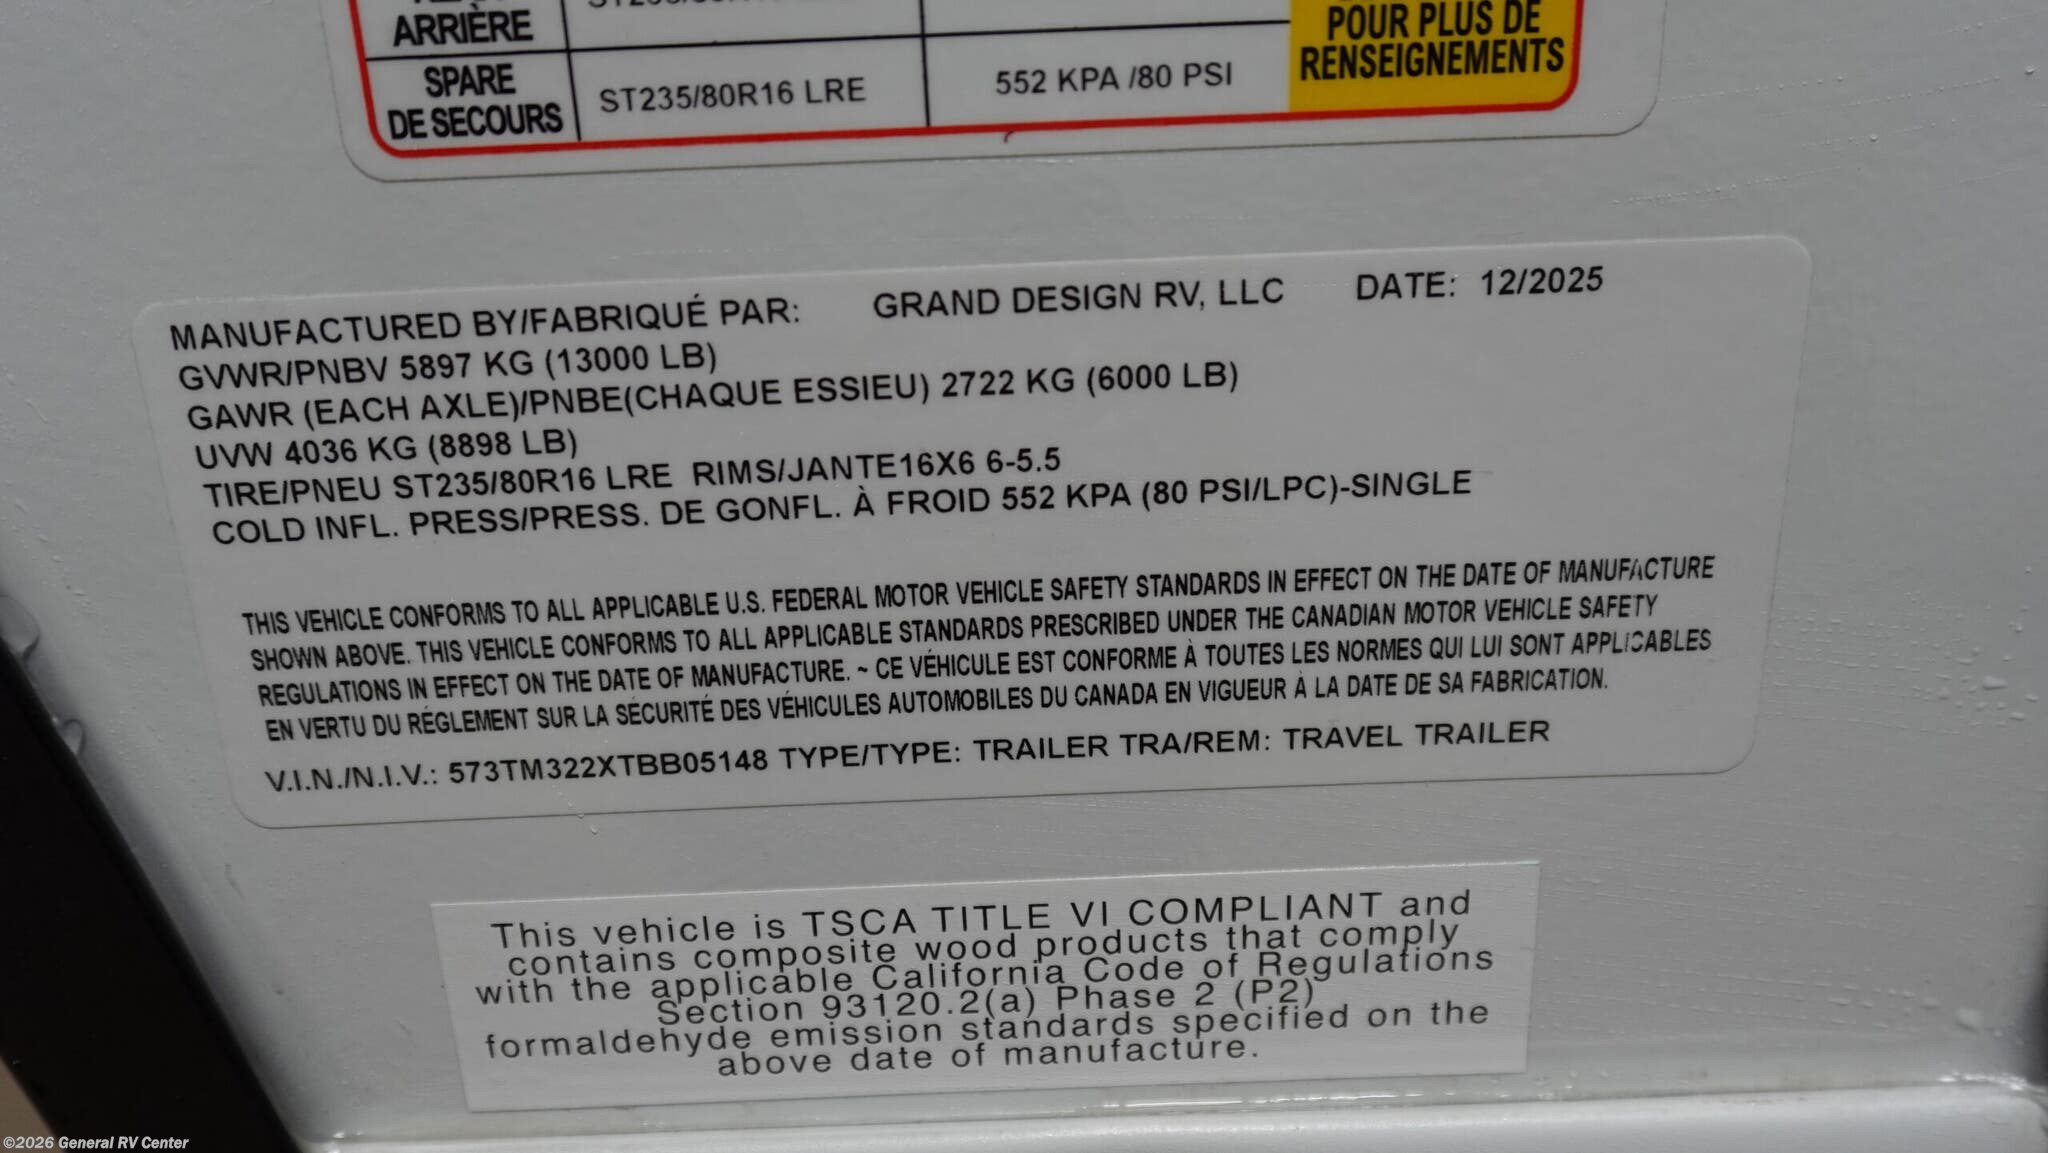 ARRIÈRE
POUR PLUS DE
RENSEIGNEMENTS
SPARE
DE SECOURS
ST235/80R16 LRE
552 KPA /80 PSI
MANUFACTURED BY/FABRIQUÉ PAR: GRAND DESIGN RV, LLC DATE: 12/2025
GVWR/PNBV 5897 KG (13000 LB)
GAWR (EACH AXLE)/PNBE(CHAQUE ESSIEU) 2722 KG (6000 LB)
UVW 4036 KG (8898 LB)
TIRE/PNEU ST235/80R16 LRE RIMS/JANTE16X6 6-5.5
COLD INFL. PRESS/PRESS. DE GONFL. À FROID 552 KPA (80 PSI/LPC)-SINGLE
THIS VEHICLE CONFORMS TO ALL APPLICABLE U.S. FEDERAL MOTOR VEHICLE SAFETY STANDARDS IN EFFECT ON THE DATE OF MANUFACTURE
SHOWN ABOVE. THIS VEHICLE CONFORMS TO ALL APPLICABLE STANDARDS PRESCRIBED UNDER THE CANADIAN MOTOR VEHICLE SAFETY
REGULATIONS IN EFFECT ON THE DATE OF MANUFACTURE. ~ CE VÉHICULE EST CONFORME À TOUTES LES NORMES QUI LUI SONT APPLICABLES
EN VERTU DU RÉGLEMENT SUR LA SÉCURITÉ DES VÉHICULES AUTOMOBILES DU CANADA EN VIGUEUR À LA DATE DE SA FABRICATION.
V.I.N./N.I.V.: 573TM322XTBB05148 TYPE/TYPE: TRAILER TRA/REM: TRAVEL TRAILER
This vehicle is TSCA TITLE VI COMPLIANT and
contains composite wood products that comply
with the applicable California Code of Regulations
Section 93120.2(a) Phase 2 (P2)
formaldehyde emission standards specified on the
above date of manufacture.
©2026 General RV Center